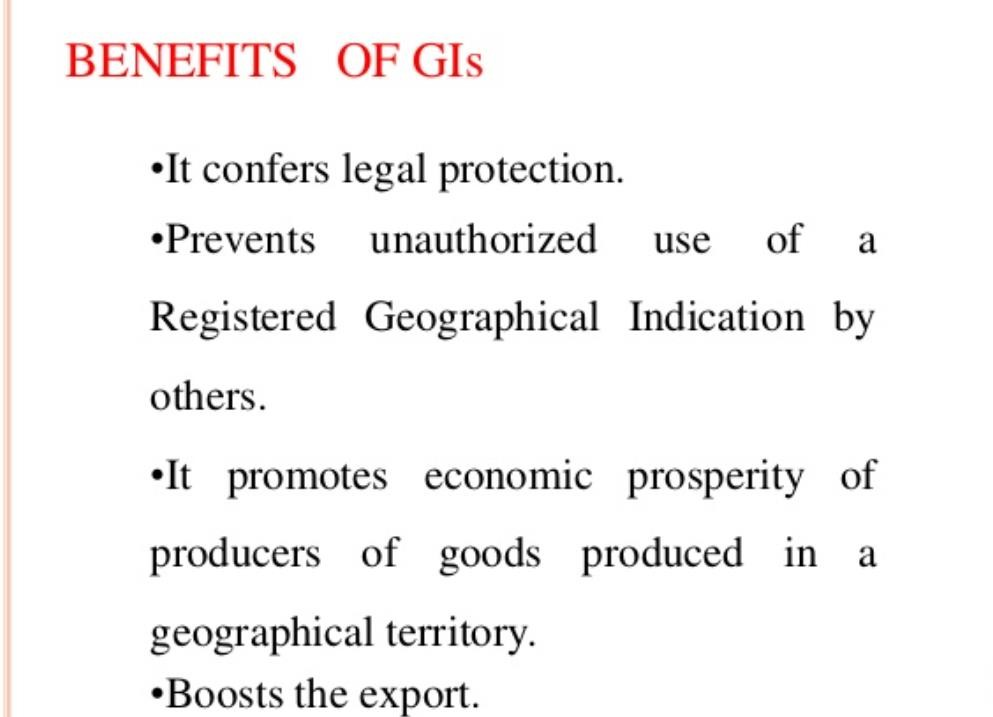 BENEFITS OF GIs
•It confers legal protection.
•Prevents unauthorized use of a
Registered Geographical Indication by
others.
•It promotes economic prosperity of
producers of goods produced in a
geographical territory.
•Boosts the export.